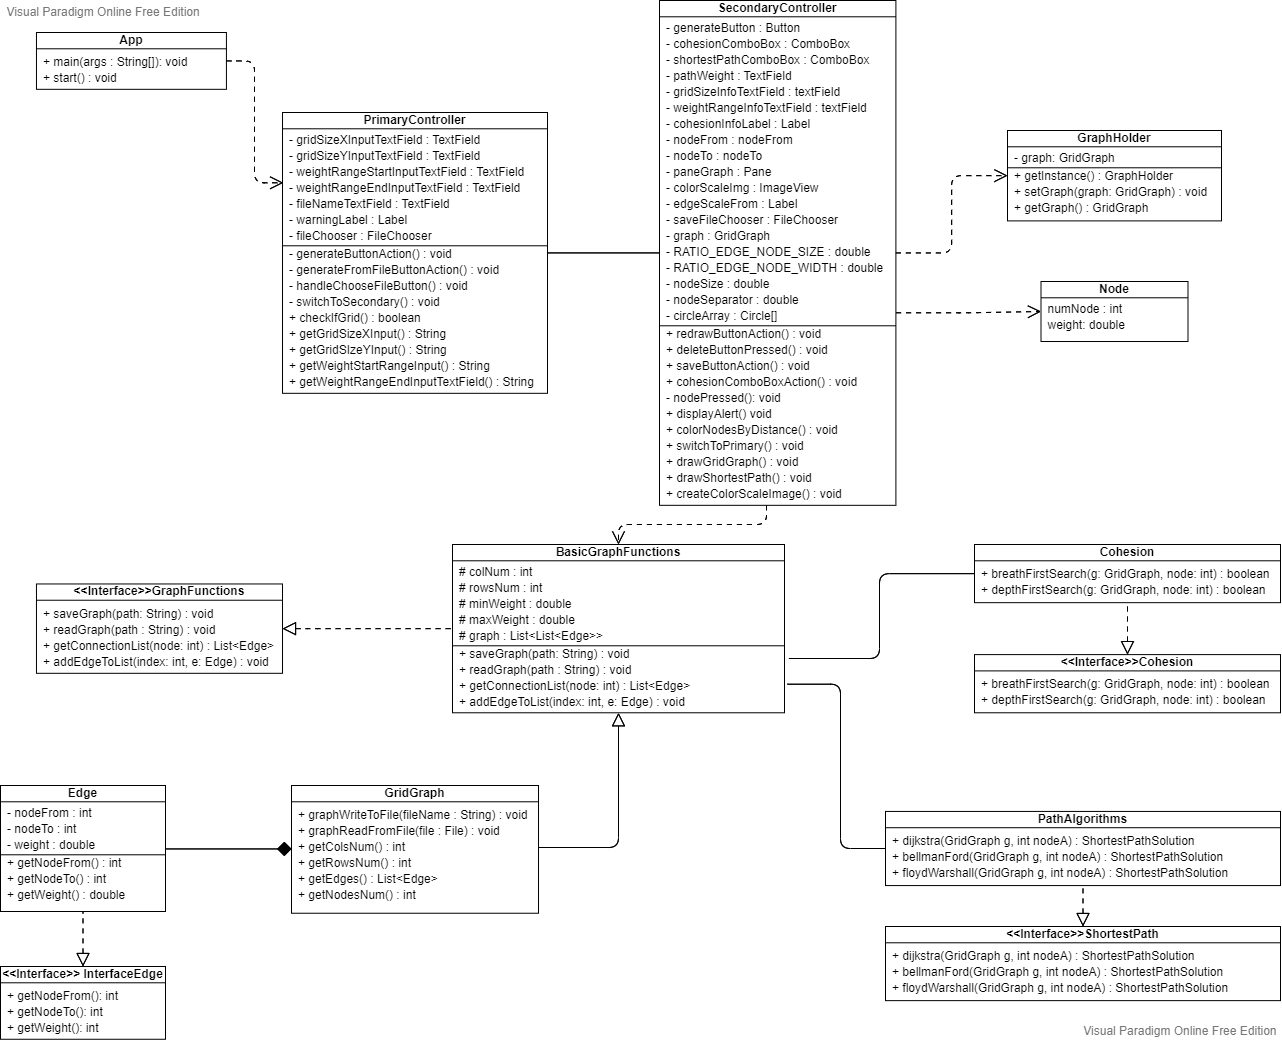 Visual Paradigm Online Free Edition
App
+ main(args : String[]): void
+ start() : void
PrimaryController
- gridSizeXInputTextField : TextField
- gridSizeYInputTextField : TextField
- weightRangeStartInputTextField : TextField
- weightRangeEndInputTextField : TextField
- fileNameTextField : TextField
- warningLabel : Label
- fileChooser : FileChooser
- generateButtonAction() : void
- generateFromFileButtonAction() : void
- handleChooseFileButton() : void
- switchToSecondary() : void
+ checkIfGrid() : boolean
+ getGridSizeXInput() : String
+ getGridSIzeYInput() : String
+ getWeightStartRangeInput() : String
+ getWeightRangeEndInputTextField() : String
SecondaryController
- generateButton : Button
- cohesionComboBox : ComboBox
- shortestPathComboBox : ComboBox
- pathWeight : TextField
- gridSizeInfoTextField : textField
- weightRangeInfoTextField : textField
- cohesionInfoLabel : Label
- nodeFrom : nodeFrom
- nodeTo : nodeTo
- paneGraph : Pane
- colorScaleImg : ImageView
- edgeScaleFrom : Label
- saveFileChooser : FileChooser
- graph : GridGraph
- RATIO_EDGE_NODE_SIZE : double
- RATIO_EDGE_NODE_WIDTH : double
- nodeSize : double
- nodeSeparator : double
- circleArray : Circle[]
+ redrawButtonAction() : void
+ deleteButtonPressed() : void
+ saveButtonAction() : void
+ cohesionComboBoxAction() : void
- nodePressed(): void
+ displayAlert() void
+ colorNodesByDistance() : void
+ switchToPrimary() : void
+ drawGridGraph() : void
+ drawShortestPath() : void
+ createColorScaleImage() : void
GraphHolder
- graph: GridGraph
+ getInstance() : GraphHolder
+ setGraph(graph: GridGraph) : void
+ getGraph() : GridGraph
Node
numNode : int
weight: double
<<Interface>>GraphFunctions
+ saveGraph(path: String) : void
+ readGraph(path : String) : void
+ getConnectionList(node: int) : List<Edge>
+ addEdgeToList(index: int, e: Edge) : void
BasicGraphFunctions
# colNum : int
# rowsNum : int
# minWeight : double
# maxWeight : double
# graph : List<List<Edge>>
+ saveGraph(path: String) : void
+ readGraph(path : String) : void
+ getConnectionList(node: int) : List<Edge>
+ addEdgeToList(index: int, e: Edge) : void
Cohesion
+ breathFirstSearch(g: GridGraph, node: int) : boolean
+ depthFirstSearch(g: GridGraph, node: int) : boolean
<<Interface>>Cohesion
+ breathFirstSearch(g: GridGraph, node: int) : boolean
+ depthFirstSearch(g: GridGraph, node: int) : boolean
Edge
- nodeFrom : int
- nodeTo : int
- weight : double
+ getNodeFrom() : int
+ getNodeTo() : int
+ getWeight() : double
GridGraph
+ graphWriteToFile(fileName : String) : void
+ graphReadFromFile(file : File) : void
+ getColsNum() : int
+ getRowsNum() : int
+ getEdges() : List<Edge>
+ getNodesNum() : int
PathAlgorithms
+ dijkstra(GridGraph g, int nodeA) : ShortestPathSolution
+ bellmanFord(GridGraph g, int nodeA) : ShortestPathSolution
+ floydWarshall(GridGraph g, int nodeA) : ShortestPathSolution
<<Interface>>ShortestPath
+ dijkstra(GridGraph g, int nodeA) : ShortestPathSolution
+ bellmanFord(GridGraph g, int nodeA) : ShortestPathSolution
+ floydWarshall(GridGraph g, int nodeA) : ShortestPathSolution
<<Interface>> InterfaceEdge
+ getNodeFrom(): int
+ getNodeTo(): int
+ getWeight(): int
Visual Paradigm Online Free Edition